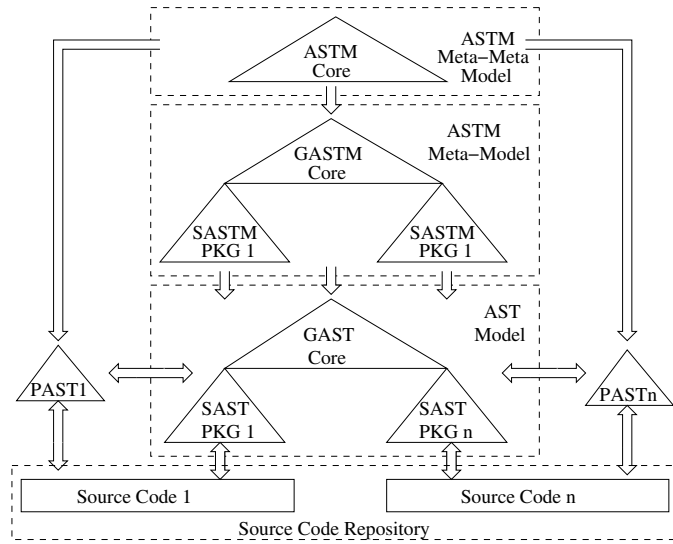 ASTM
Core
ASTM
Meta−Meta
Model
ASTM
Meta−Model
GASTM
Core
SASTM
PKG 1
SASTM
PKG 1
AST
Model
GAST
Core
PAST1
SAST
PKG 1
SAST
PKG n
PASTn
Source Code 1
Source Code n
Source Code Repository